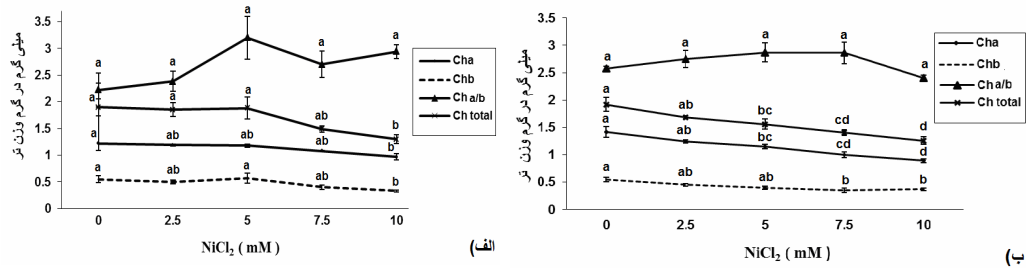 میلی گرم در گرم وزن تر
3.5
3
2.5
2
1.5
1
0.5
0
a a a a a
a a a ab b
a ab ab ab b
a ab a ab b
0 2.5 5 7.5 10
NiCl2 ( mM )
الف)
Cha
Chb
Ch a/b
Ch total
میلی گرم در گرم وزن تر
3.5
3
2.5
2
1.5
1
0.5
0
a a a a a
a ab bc cd d
a ab bc cd d
a ab ab b b
0 2.5 5 7.5 10
NiCl2 ( mM )
ب)
Cha
Chb
Ch a/b
Ch total